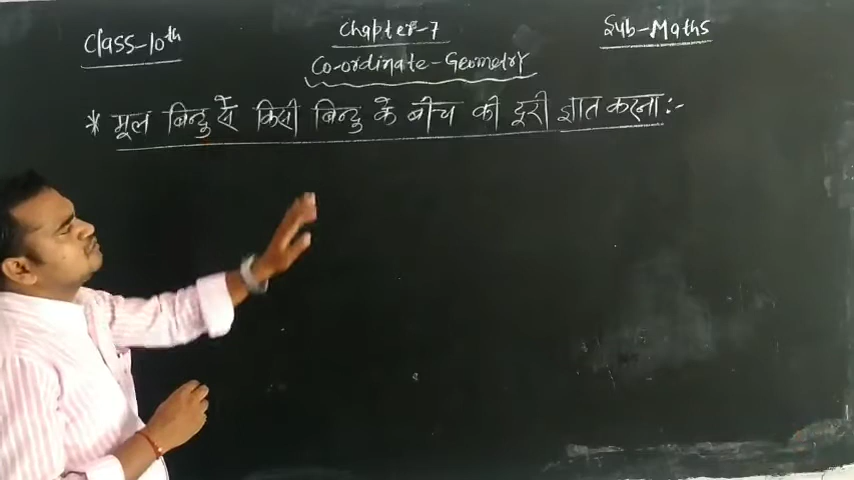 Class-10th Chapter-7 Sub-Maths
Co-ordinate-Geometry
* मूल बिन्दु से किसी बिन्दु के बीच की दूरी ज्ञात करना :-